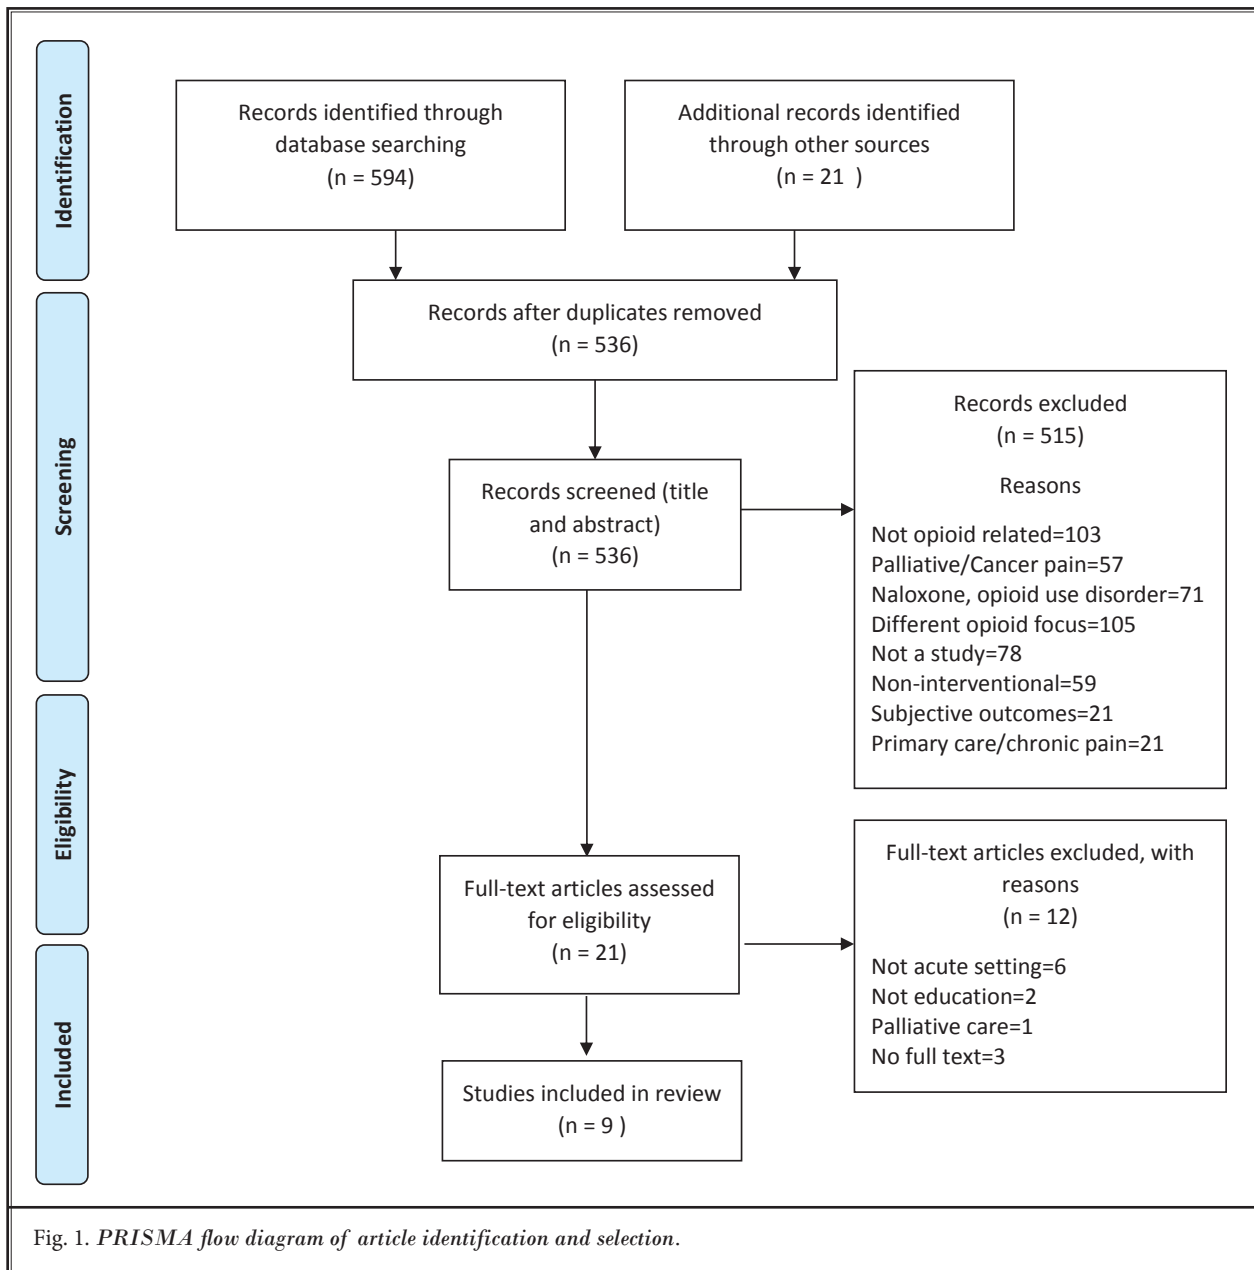 Identification
Records identified through
database searching
(n = 594)
Additional records identified
through other sources
(n = 21 )
Records after duplicates removed
(n = 536)
Screening
Records screened (title
and abstract)
(n = 536)
Records excluded
(n = 515)
Reasons
Not opioid related=103
Palliative/Cancer pain=57
Naloxone, opioid use disorder=71
Different opioid focus=105
Not a study=78
Non-interventional=59
Subjective outcomes=21
Primary care/chronic pain=21
Eligibility
Full-text articles assessed
for eligibility
(n = 21)
Full-text articles excluded, with
reasons
(n = 12)
Not acute setting=6
Not education=2
Palliative care=1
No full text=3
Included
Studies included in review
(n = 9 )
Fig. 1. PRISMA flow diagram of article identification and selection.